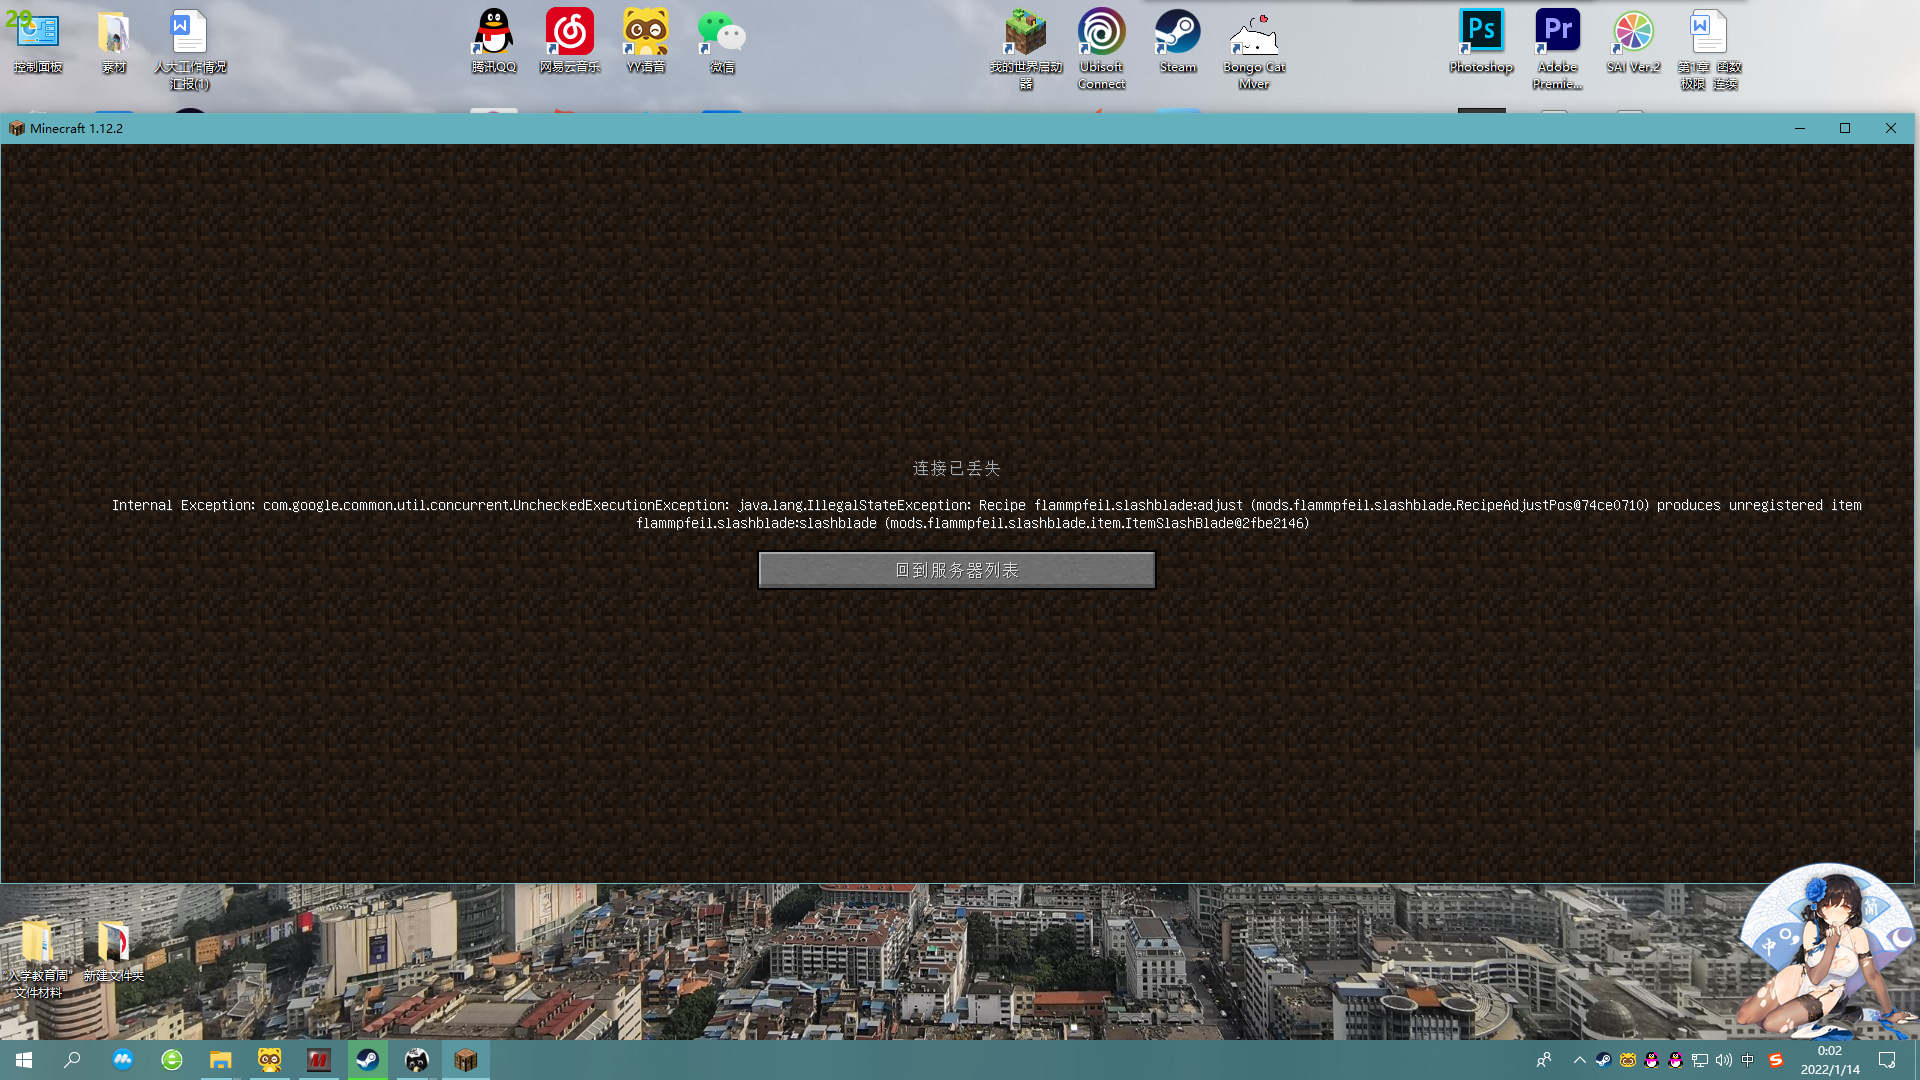 29
控制面板
素材
人大工作情况
汇报(1)
腾讯QQ
网易云音乐
YY语音
微信
我的世界启动
器
Ubisoft
Connect
Steam
Bongo Cat
Mver
Photoshop
Adobe
Premie...
SAI Ver.2
第1章 函数
极限 连续
Minecraft 1.12.2
连接已丢失
Internal Exception: com.google.common.util.concurrent.UncheckedExecutionException: java.lang.IllegalStateException: Recipe flammpfeil.slashblade:adjust (mods.flammpfeil.slashblade.RecipeAdjustPos@74ce0710) produces unregistered item
flammpfeil.slashblade:slashblade (mods.flammpfeil.slashblade.item.ItemSlashBlade@2fbe2146)
回到服务器列表
“入学教育周”
文件材料
新建文件夹
中
0:02
2022/1/14